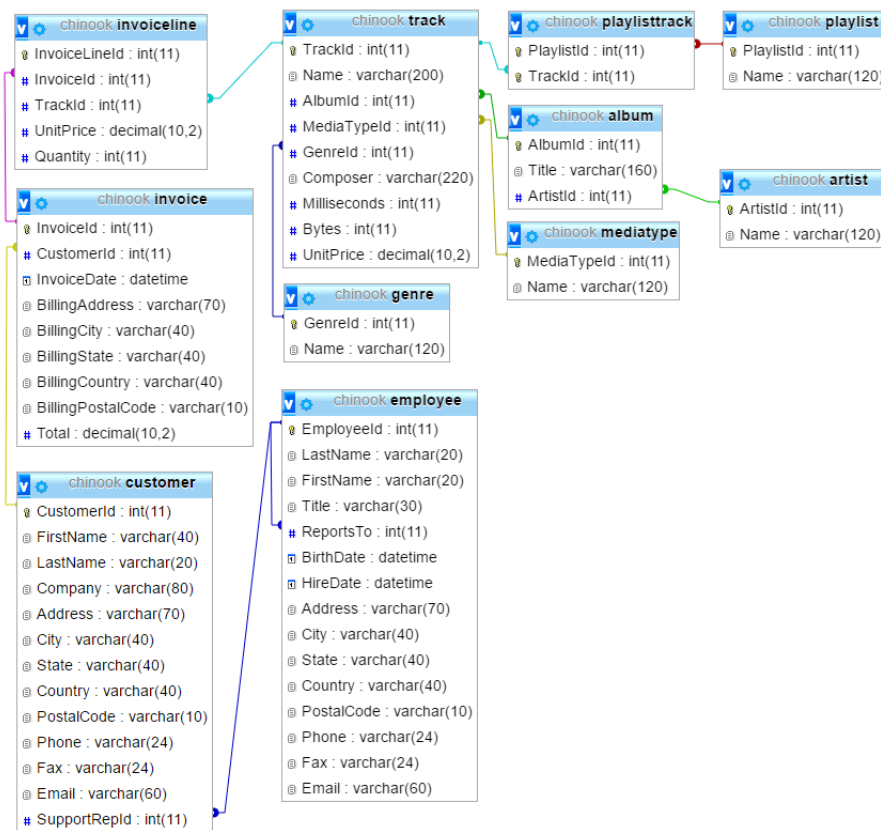 chinook invoiceline
InvoiceLineId : int(11)
InvoiceId : int(11)
TrackId : int(11)
UnitPrice : decimal(10,2)
Quantity : int(11)
chinook invoice
InvoiceId : int(11)
CustomerId : int(11)
InvoiceDate : datetime
BillingAddress : varchar(70)
BillingCity : varchar(40)
BillingState : varchar(40)
BillingCountry : varchar(40)
BillingPostalCode : varchar(10)
Total : decimal(10,2)
chinook customer
CustomerId : int(11)
FirstName : varchar(40)
LastName : varchar(20)
Company : varchar(80)
Address : varchar(70)
City : varchar(40)
State : varchar(40)
Country : varchar(40)
PostalCode : varchar(10)
Phone : varchar(24)
Fax : varchar(24)
Email : varchar(60)
SupportRepId : int(11)
chinook track
TrackId : int(11)
Name : varchar(200)
AlbumId : int(11)
MediaTypeId : int(11)
GenreId : int(11)
Composer : varchar(220)
Milliseconds : int(11)
Bytes : int(11)
UnitPrice : decimal(10,2)
chinook genre
GenreId : int(11)
Name : varchar(120)
chinook employee
EmployeeId : int(11)
LastName : varchar(20)
FirstName : varchar(20)
Title : varchar(30)
ReportsTo : int(11)
BirthDate : datetime
HireDate : datetime
Address : varchar(70)
City : varchar(40)
State : varchar(40)
Country : varchar(40)
PostalCode : varchar(10)
Phone : varchar(24)
Fax : varchar(24)
Email : varchar(60)
chinook playlisttrack
PlaylistId : int(11)
TrackId : int(11)
chinook album
AlbumId : int(11)
Title : varchar(160)
ArtistId : int(11)
chinook mediatype
MediaTypeId : int(11)
Name : varchar(120)
chinook playlist
PlaylistId : int(11)
Name : varchar(120)
chinook artist
ArtistId : int(11)
Name : varchar(120)